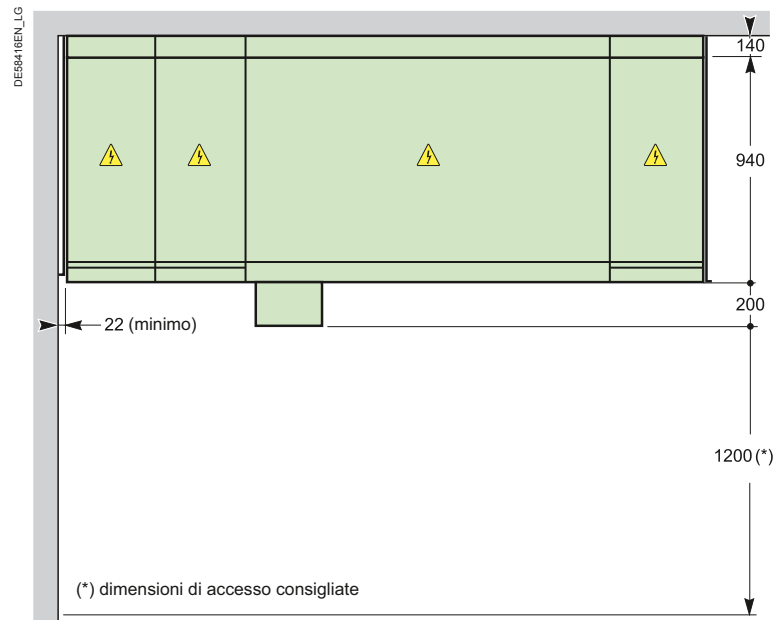 DE58416EN_LG
140
940
200
22 (minimo)
1200 (*)
(*) dimensioni di accesso consigliate